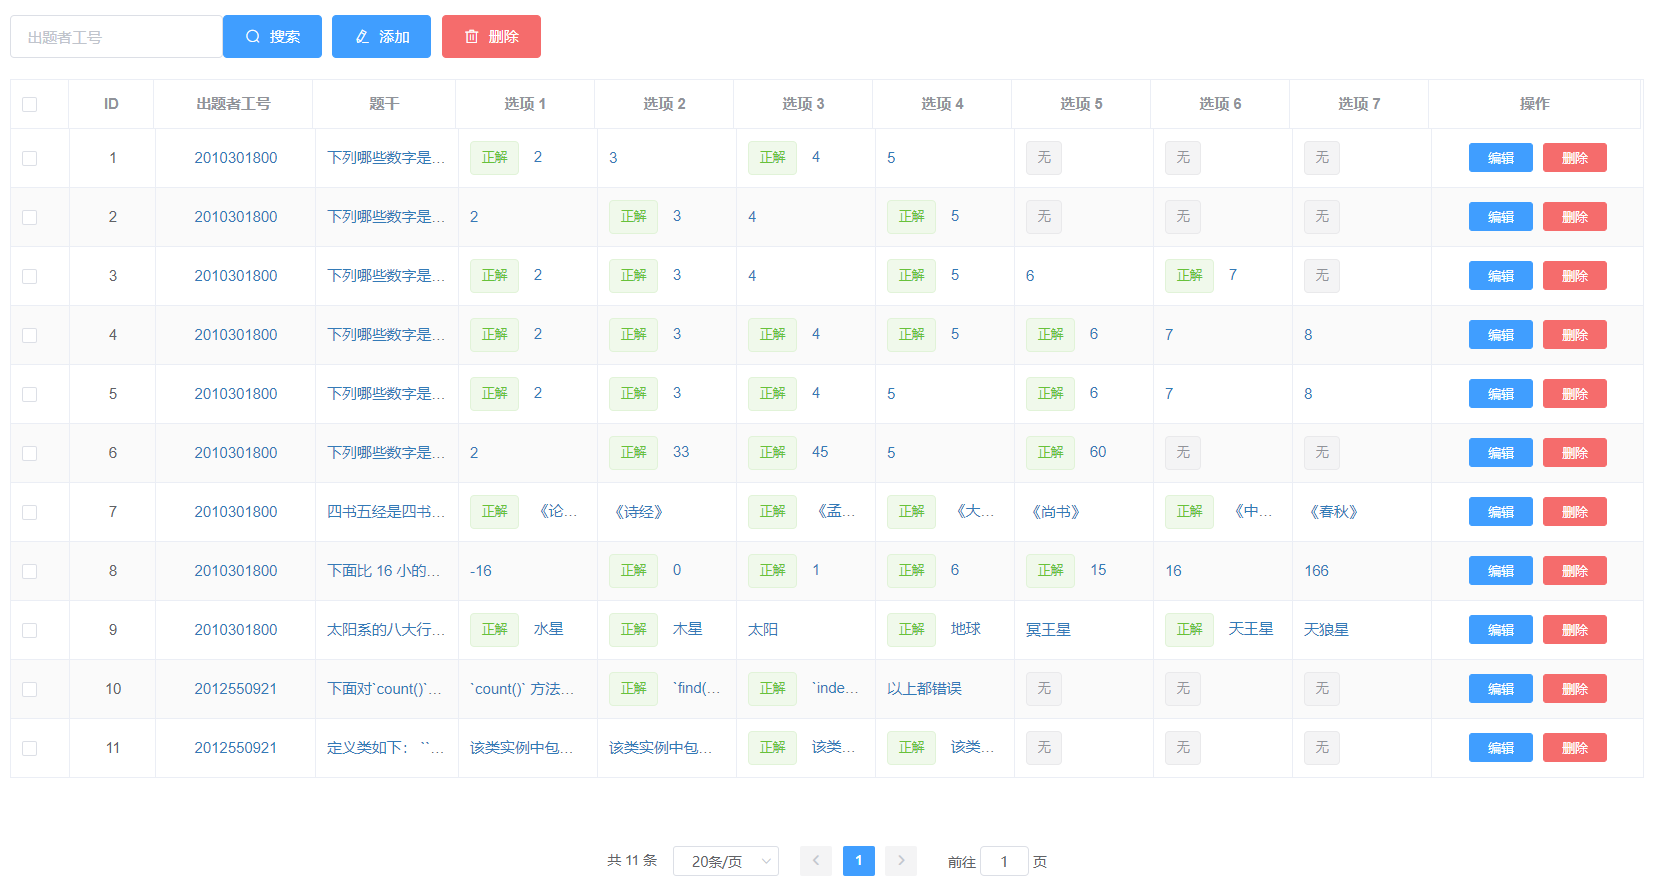 出题者工号 搜索 添加 删除
ID 出题者工号 题干 选项 1 选项 2 选项 3 选项 4 选项 5 选项 6 选项 7 操作
1 2010301800 下列哪些数字是... 正解 2 3 正解 4 5 无 无 无 编辑 删除
2 2010301800 下列哪些数字是... 2 正解 3 4 正解 5 无 无 无 编辑 删除
3 2010301800 下列哪些数字是... 正解 2 正解 3 4 正解 5 6 正解 7 无 编辑 删除
4 2010301800 下列哪些数字是... 正解 2 正解 3 正解 4 正解 5 正解 6 7 8 编辑 删除
5 2010301800 下列哪些数字是... 正解 2 正解 3 正解 4 5 正解 6 7 8 编辑 删除
6 2010301800 下列哪些数字是... 2 正解 33 正解 45 5 正解 60 无 无 编辑 删除
7 2010301800 四书五经是四书... 正解 《论... 《诗经》 正解 《孟... 正解 《大... 《尚书》 正解 《中... 《春秋》 编辑 删除
8 2010301800 下面比 16 小的... -16 正解 0 正解 1 正解 6 正解 15 16 166 编辑 删除
9 2010301800 太阳系的八大行... 正解 水星 正解 木星 太阳 正解 地球 冥王星 正解 天王星 天狼星 编辑 删除
10 2012550921 下面对`count()`... `count()` 方法... 正解 `find(... 正解 `inde... 以上都错误 无 无 无 编辑 删除
11 2012550921 定义类如下： ``... 该类实例中包... 该类实例中包... 正解 该类... 正解 该类... 无 无 无 编辑 删除
共 11 条 20条/页 1 前往 1 页